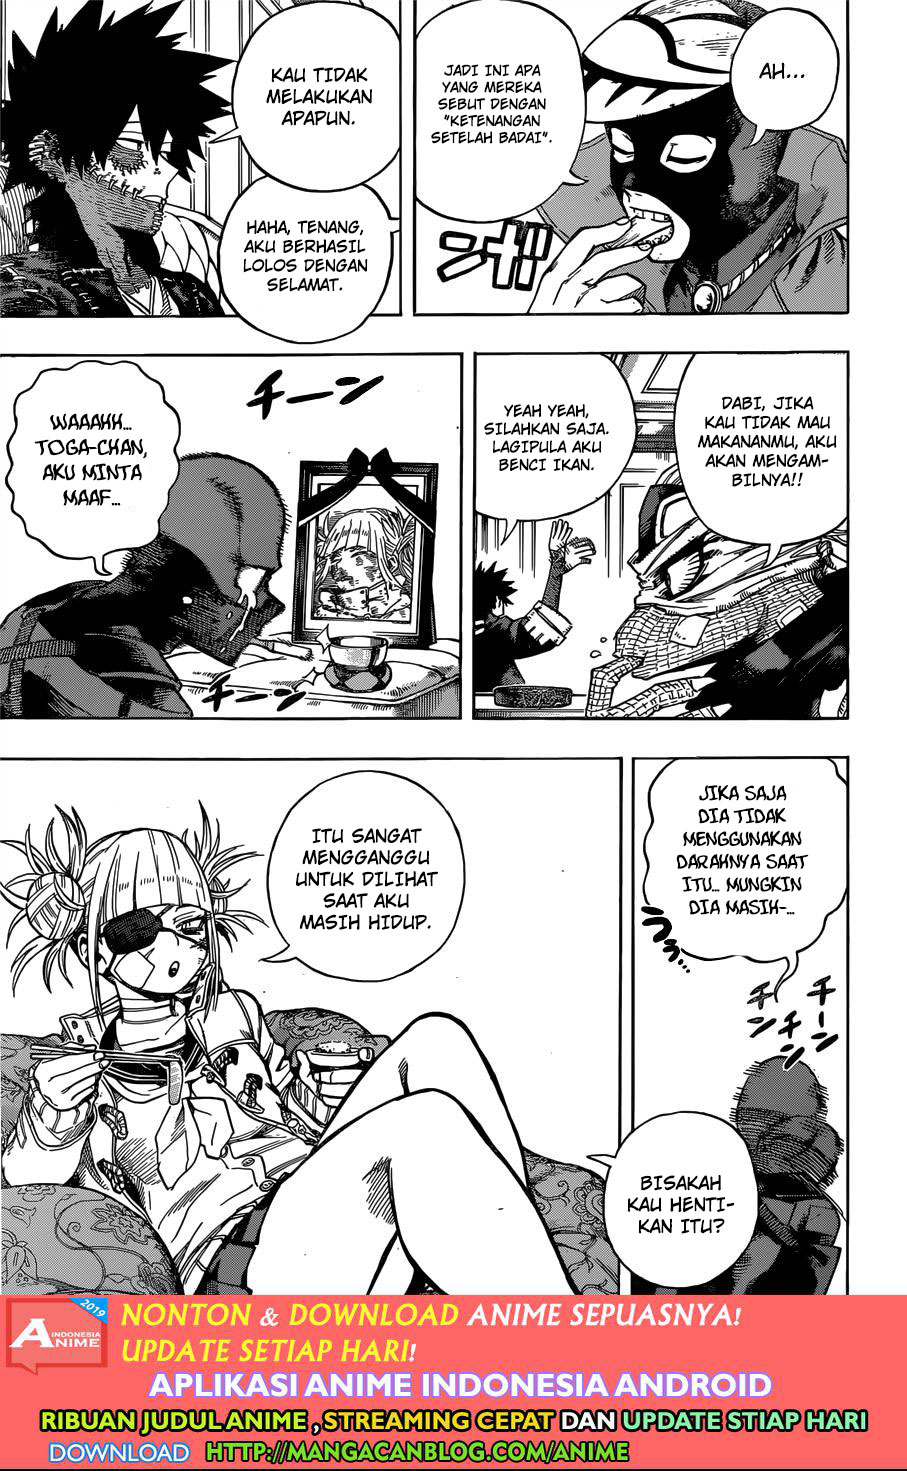 AH...
JADI INI APA
YANG MEREKA
SEBUT DENGAN
"KETENANGAN
SETELAH BADAI".
KAU TIDAK
MELAKUKAN
APAPUN.
HAHA, TENANG,
AKU BERHASIL
LOLOS DENGAN
SELAMAT.
DABI, JIKA
KAU TIDAK MAU
MAKANANMU, AKU
AKAN MENGAM-
BILNYA!!
YEAH YEAH,
SILAHKAN SAJA.
LAGIPULA AKU
BENCI IKAN.
チーン
WAAAHH...
TOGA-CHAN,
AKU MINTA
MAAF...
チーン
JIKA SAJA
DIA TIDAK
MENGGUNAKAN
DARAHNYA SAAT
ITU... MUNGKIN
DIA MASIH-...
チーン
チン
チン
BISAKAH
KAU HENTI-
KAN ITU?
ITU SANGAT
MENGGANGGU
UNTUK DILIHAT
SAAT AKU
MASIH HIDUP.
2019
INDONESIA
ANIME
NONTON & DOWNLOAD ANIME SEPUASNYA!
UPDATE SETIAP HARI!
APLIKASI ANIME INDONESIA ANDROID
RIBUAN JUDUL ANIME , STREAMING CEPAT DAN UPDATE STIAP HARI
DOWNLOAD HTTP://MANGACANBLOG.COM/ANIME